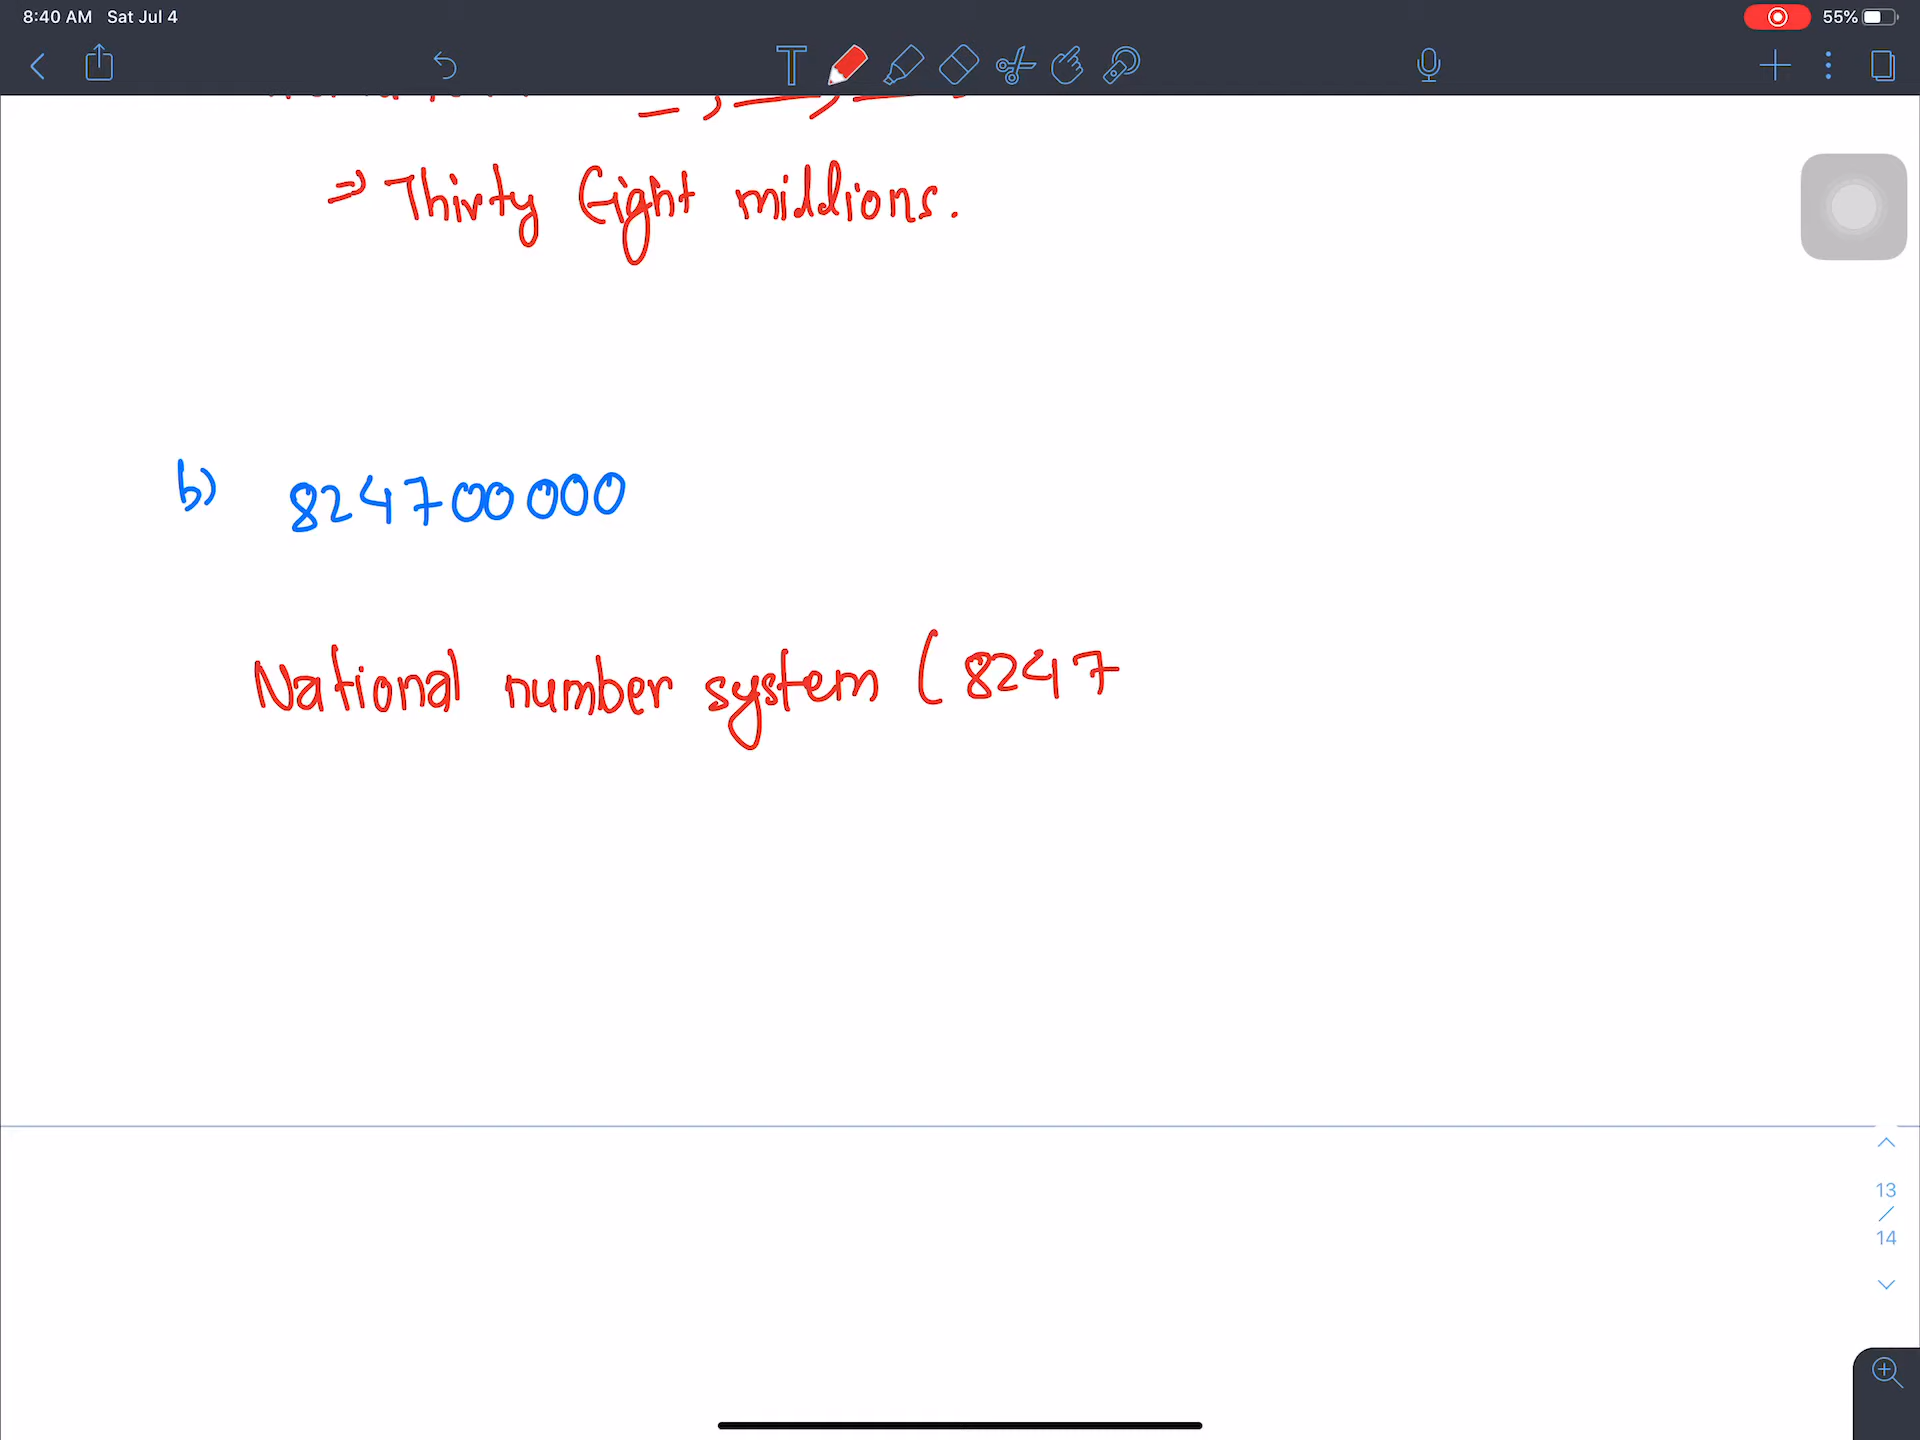 8:40 AM Sat Jul 4
55%
T
⇒ Thirty Eight millions.
b) 824700000
National number system ( 8247
13
/
14